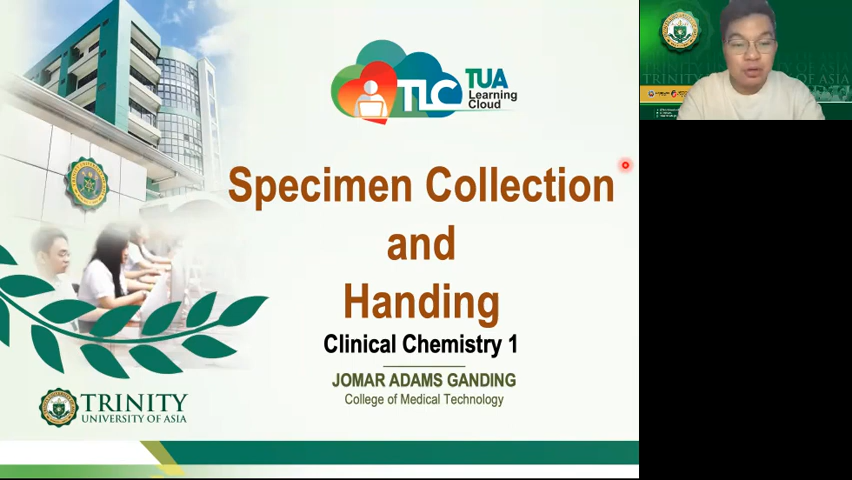 TLC
TUA
Learning
Cloud
Specimen Collection
and
Handing
Clinical Chemistry 1
JOMAR ADAMS GANDING
College of Medical Technology
TRINITY
UNIVERSITY OF ASIA